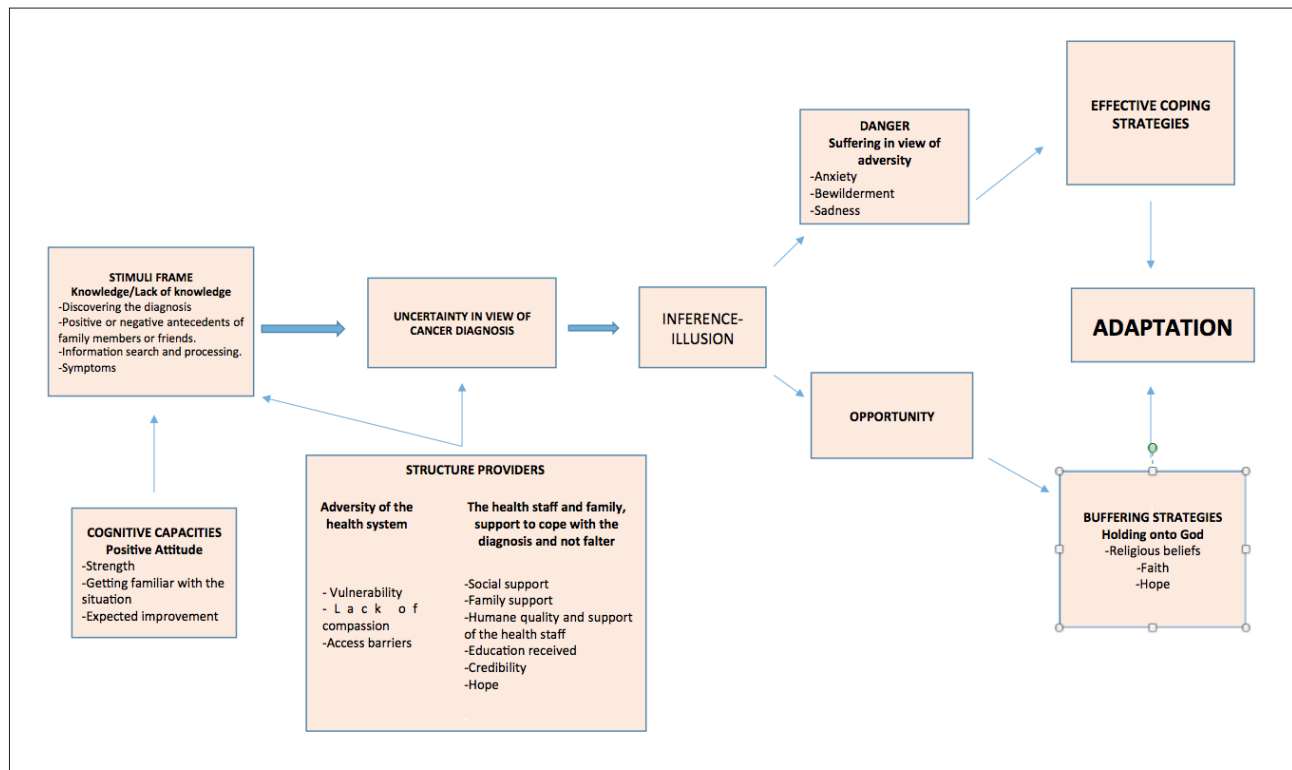 EFFECTIVE COPING
STRATEGIES
DANGER
Suffering in view of
adversity
-Anxiety
-Bewilderment
-Sadness
STIMULI FRAME
Knowledge/Lack of knowledge
-Discovering the diagnosis
-Positive or negative antecedents of
family members or friends.
-Information search and processing.
-Symptoms
UNCERTAINTY IN VIEW OF
CANCER DIAGNOSIS
INFERENCE-
ILLUSION
ADAPTATION
OPPORTUNITY
STRUCTURE PROVIDERS
Adversity of the
health system
- Vulnerability
- Lack of
compassion
-Access barriers
The health staff and family,
support to cope with the
diagnosis and not falter
-Social support
-Family support
-Humane quality and support
of the health staff
-Education received
-Credibility
-Hope
COGNITIVE CAPACITIES
Positive Attitude
-Strength
-Getting familiar with the
situation
-Expected improvement
BUFFERING STRATEGIES
Holding onto God
-Religious beliefs
-Faith
-Hope